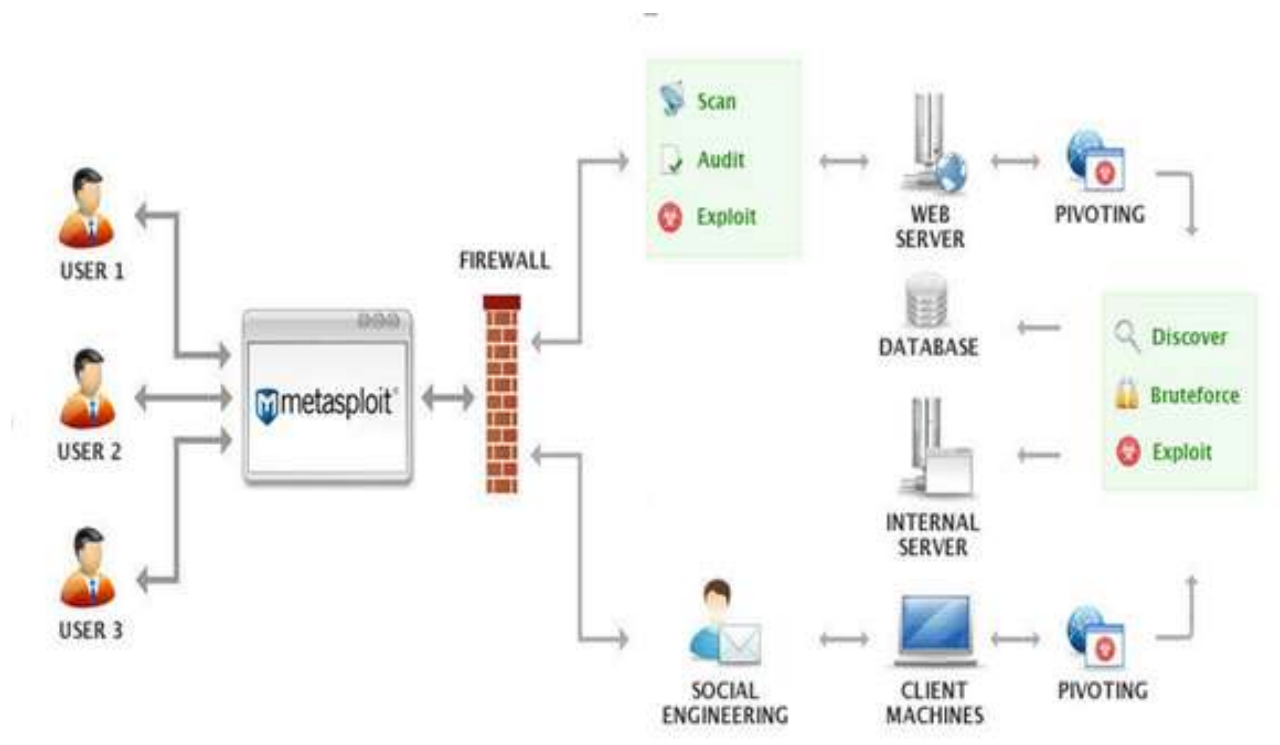 USER 1
USER 2
USER 3
metasploit®
FIREWALL
Scan
Audit
Exploit
WEB
SERVER
PIVOTING
DATABASE
Discover
Bruteforce
Exploit
INTERNAL
SERVER
SOCIAL
ENGINEERING
CLIENT
MACHINES
PIVOTING